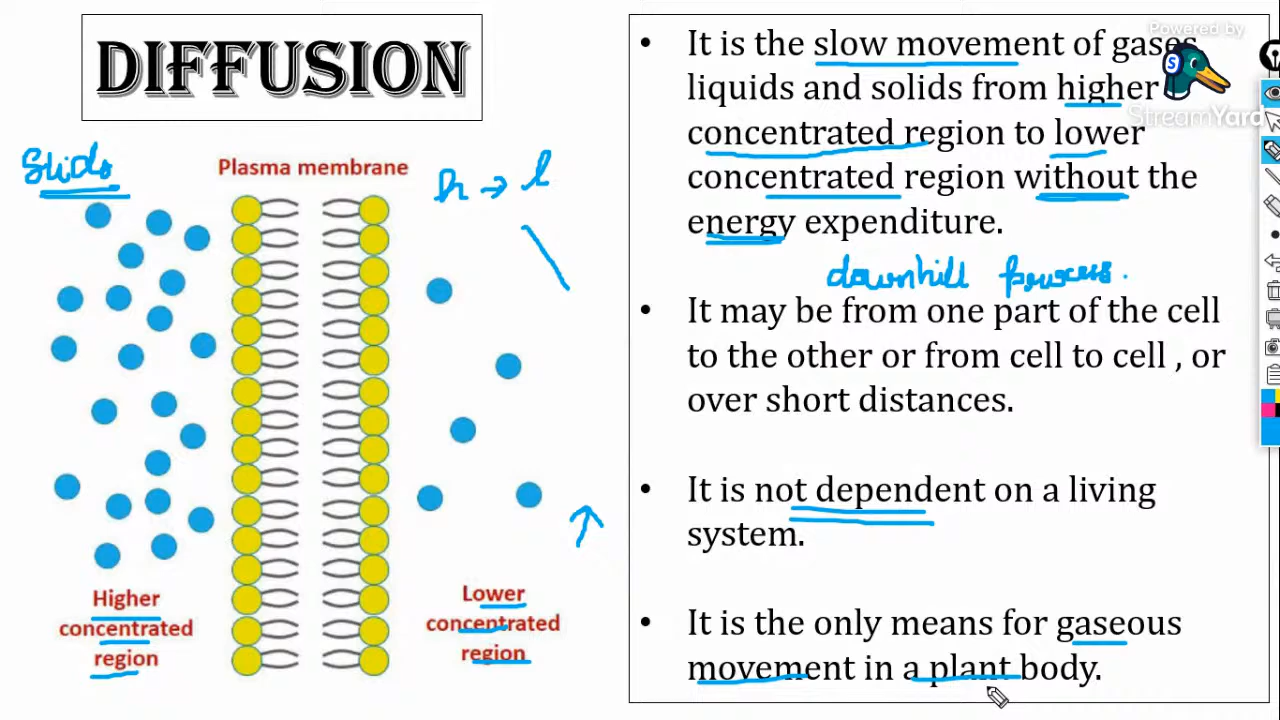 DIFFUSION
Plasma membrane
h → l
Higher
concentrated
region
Lower
concentrated
region
• It is the slow movement of gases
liquids and solids from higher
concentrated region to lower
concentrated region without the
energy expenditure.
downhill process.
• It may be from one part of the cell
to the other or from cell to cell , or
over short distances.
• It is not dependent on a living
system.
• It is the only means for gaseous
movement in a plant body.
Powered by
S
StreamYard